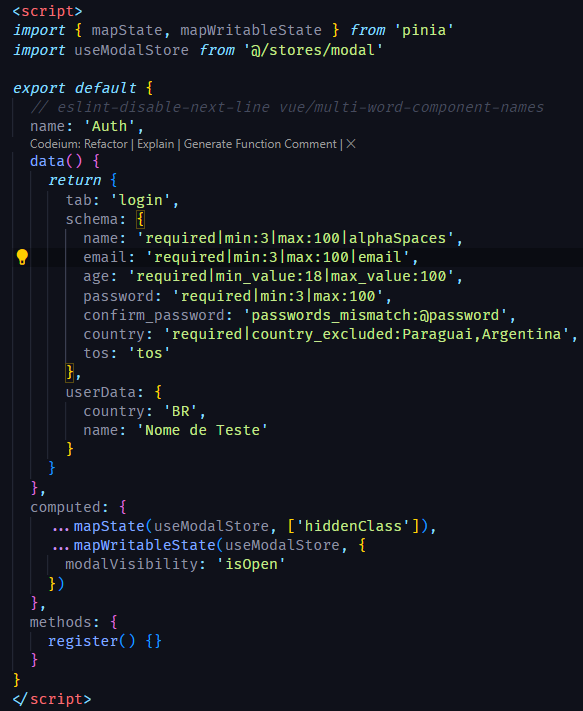 <script>
import { mapState, mapWritableState } from 'pinia'
import useModalStore from '@/stores/modal'

export default {
  // eslint-disable-next-line vue/multi-word-component-names
  name: 'Auth',
  Codeium: Refactor | Explain | Generate Function Comment | ×
  data() {
    return {
      tab: 'login',
      schema: {
        name: 'required|min:3|max:100|alphaSpaces',
        email: 'required|min:3|max:100|email',
        age: 'required|min_value:18|max_value:100',
        password: 'required|min:3|max:100',
        confirm_password: 'passwords_mismatch:@password',
        country: 'required|country_excluded:Paraguai,Argentina',
        tos: 'tos'
      },
      userData: {
        country: 'BR',
        name: 'Nome de Teste'
      }
    }
  },
  computed: {
    ...mapState(useModalStore, ['hiddenClass']),
    ...mapWritableState(useModalStore, {
      modalVisibility: 'isOpen'
    })
  },
  methods: {
    register() {}
  }
}
</script>